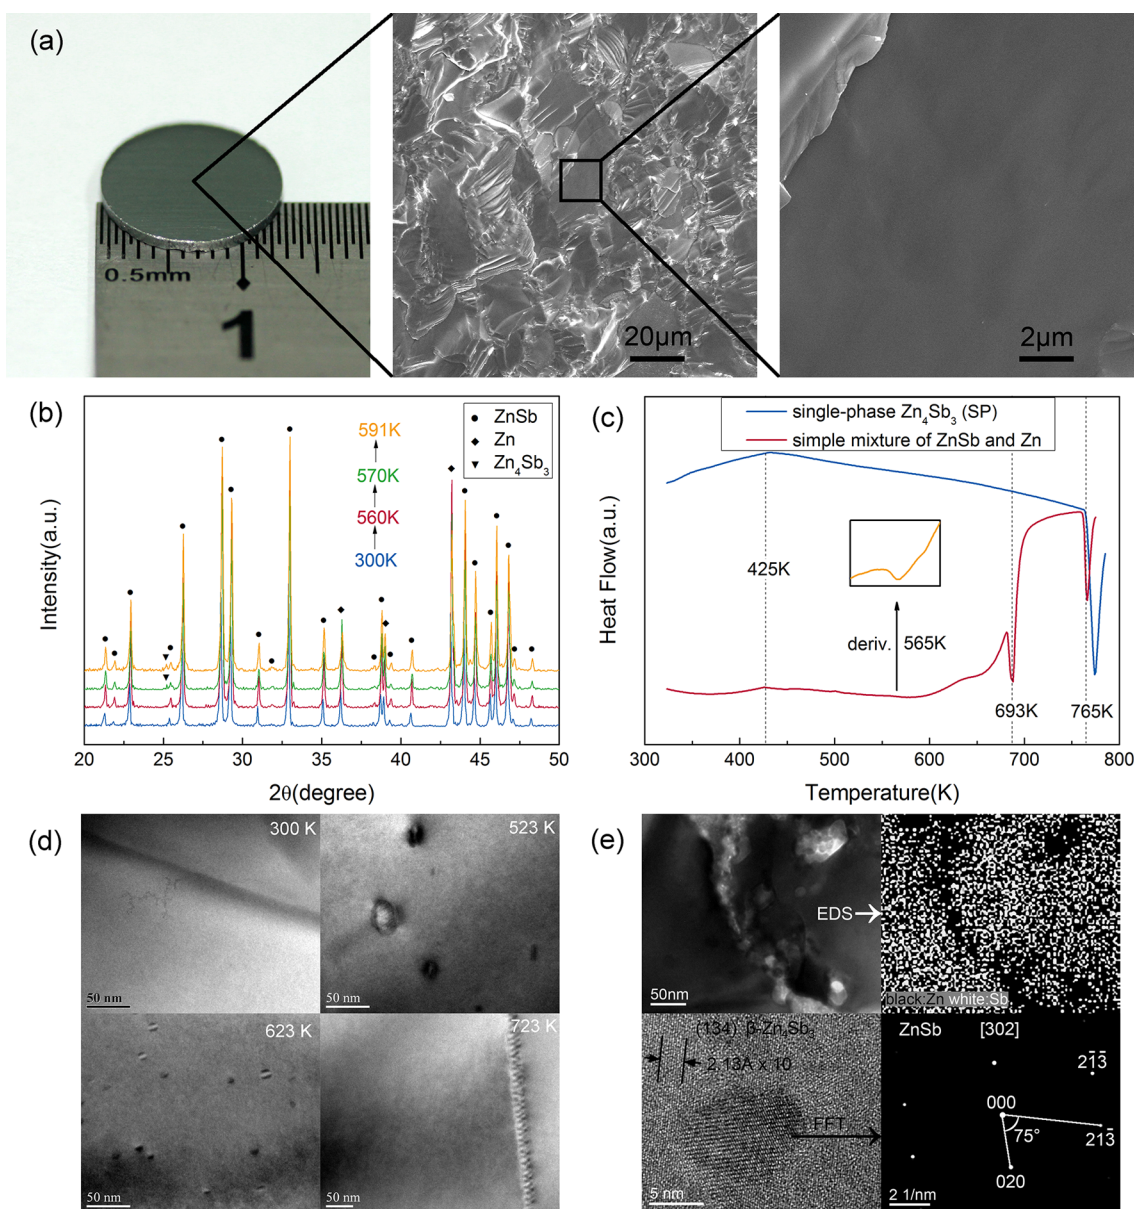 (a)
0.5mm
1
20μm
2μm
(b)
ZnSb
Zn
Zn₄Sb₃
591K
570K
560K
300K
Intensity(a.u.)
20 25 30 35 40 45 50
2θ(degree)
(c)
single-phase Zn₄Sb₃ (SP)
simple mixture of ZnSb and Zn
425K
deriv. 565K
693K
765K
Heat Flow(a.u.)
300 400 500 600 700 800
Temperature(K)
(d)
300 K
50 nm
523 K
50 nm
623 K
50 nm
723 K
50 nm
(e)
EDS
50nm
black:Zn white:Sb
(134) β-Zn₄Sb₃
2.13A x 10
FFT
5 nm
ZnSb [302]
21̅3̅
000
75°
213̅
020
2 1/nm